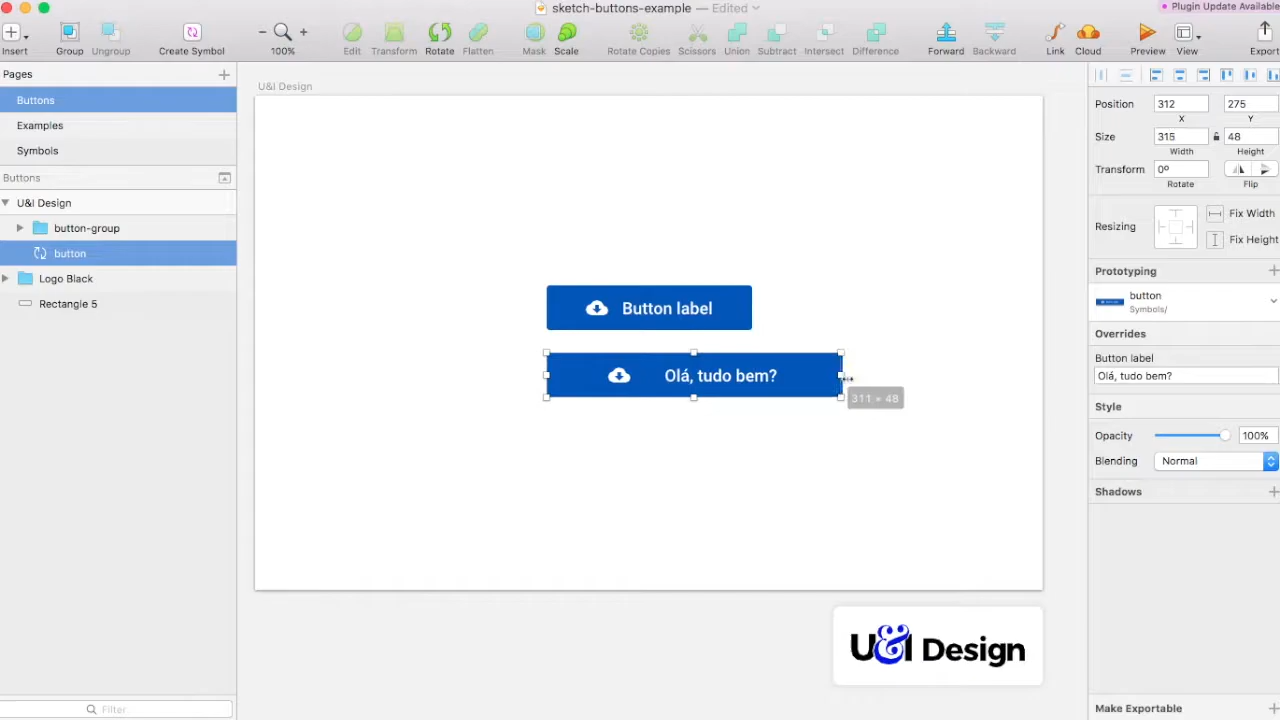 sketch-buttons-example — Edited
Plugin Update Available
Insert
Group
Ungroup
Create Symbol
100%
Edit
Transform
Rotate
Flatten
Mask
Scale
Rotate Copies
Scissors
Union
Subtract
Intersect
Difference
Forward
Backward
Link
Cloud
Preview
View
Export
Pages
Buttons
Examples
Symbols
Buttons
U&I Design
button-group
button
Logo Black
Rectangle 5
Filter
U&I Design
Button label
Olá, tudo bem?
311 × 48
U&I Design
Position
312
275
X
Y
Size
315
48
Width
Height
Transform
0º
Rotate
Flip
Resizing
Fix Width
Fix Height
Prototyping
button
Symbols/
Overrides
Button label
Olá, tudo bem?
Style
Opacity
100%
Blending
Normal
Shadows
Make Exportable